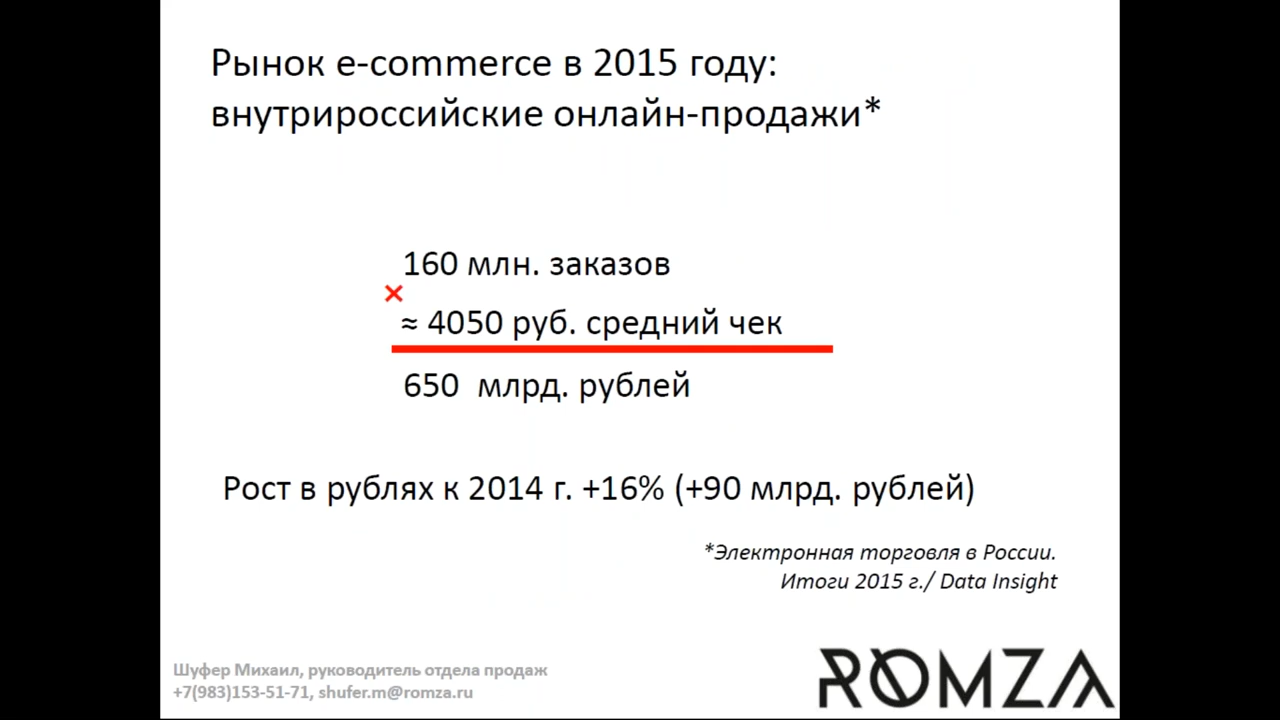 Рынок e-commerce в 2015 году:
внутрироссийские онлайн-продажи*
160 млн. заказов
×
≈ 4050 руб. средний чек
650 млрд. рублей
Рост в рублях к 2014 г. +16% (+90 млрд. рублей)
*Электронная торговля в России.
Итоги 2015 г./ Data Insight
Шуфер Михаил, руководитель отдела продаж
+7(983)153-51-71, shufer.m@romza.ru
ROMZA